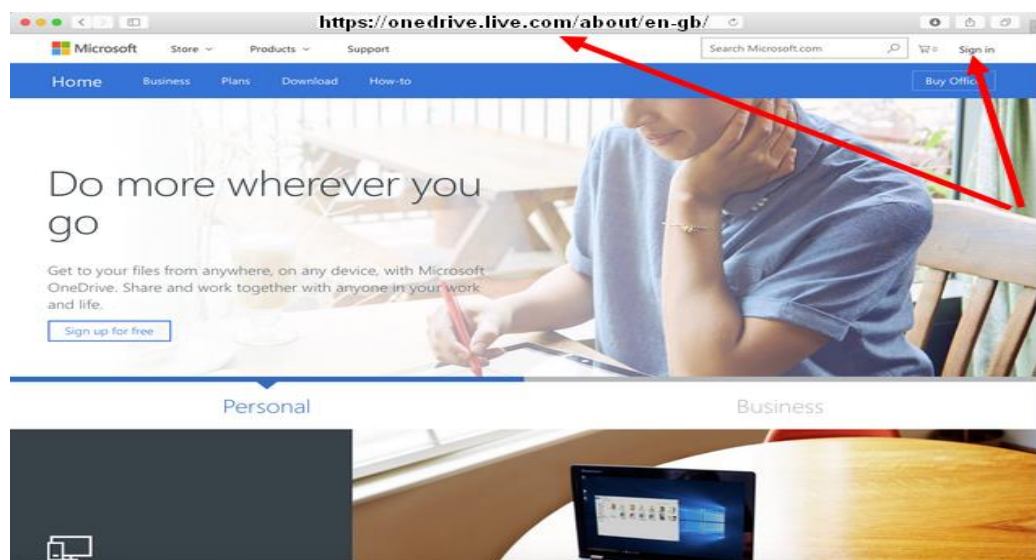 https://onedrive.live.com/about/en-gb/
Microsoft Store Products Support Search Microsoft.com 0 Sign in
Home Business Plans Download How-to Buy Office
Do more wherever you
go
Get to your files from anywhere, on any device, with Microsoft
OneDrive. Share and work together with anyone in your work
and life.
Sign up for free
Personal Business